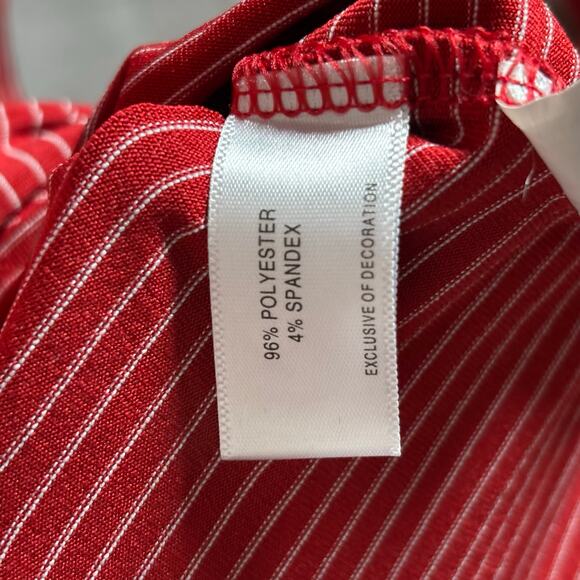 96% POLYESTER
4% SPANDEX
EXCLUSIVE OF DECORATION